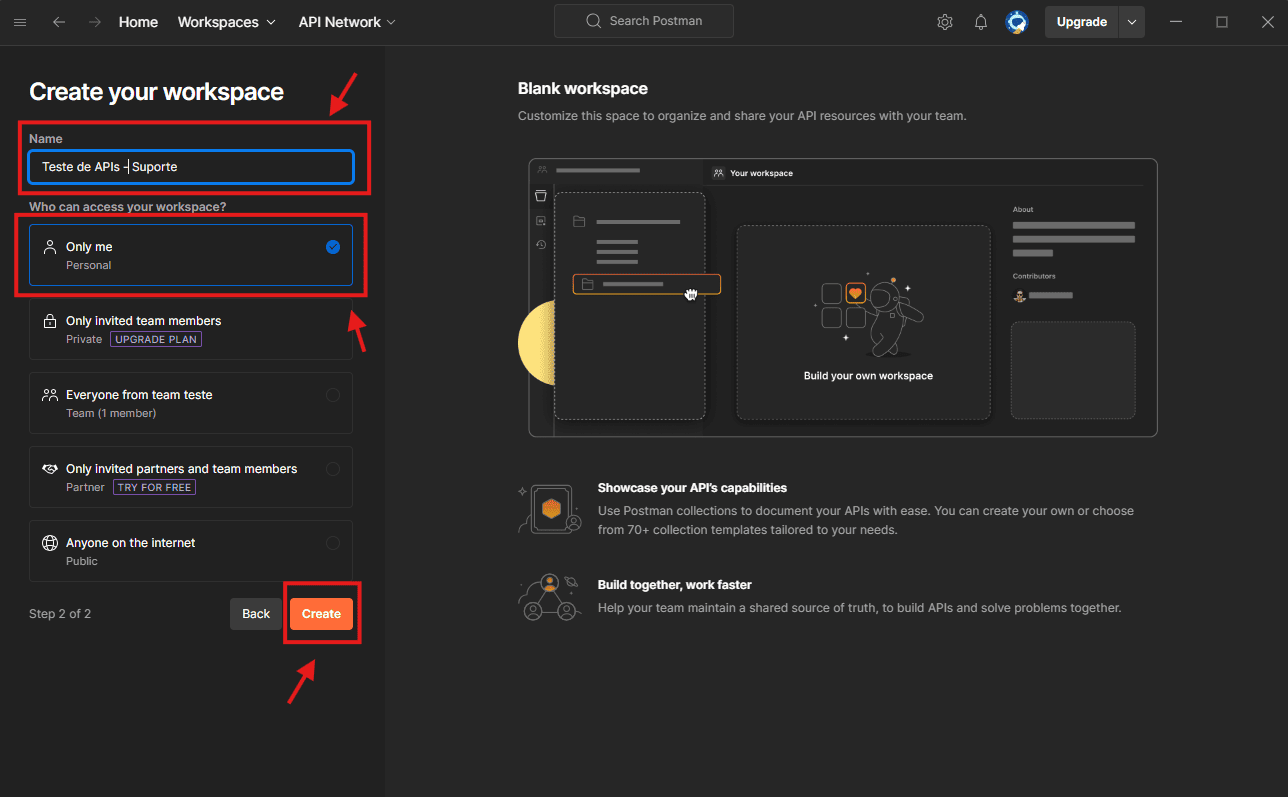 Home Workspaces API Network Search Postman Upgrade
Create your workspace
Name
Teste de APIs - Suporte
Who can access your workspace?
Only me
Personal
Only invited team members
Private UPGRADE PLAN
Everyone from team teste
Team (1 member)
Only invited partners and team members
Partner TRY FOR FREE
Anyone on the internet
Public
Step 2 of 2 Back Create
Blank workspace
Customize this space to organize and share your API resources with your team.
Your workspace
About
Contributors
Build your own workspace
Showcase your API's capabilities
Use Postman collections to document your APIs with ease. You can create your own or choose
from 70+ collection templates tailored to your needs.
Build together, work faster
Help your team maintain a shared source of truth, to build APIs and solve problems together.